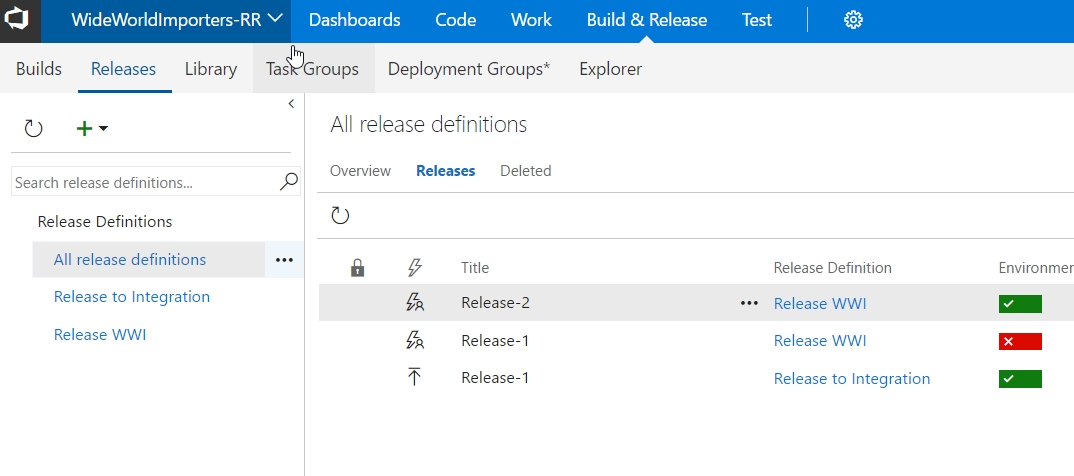 WideWorldImporters-RR Dashboards Code Work Build & Release Test
Builds Releases Library Task Groups Deployment Groups* Explorer
All release definitions
Overview Releases Deleted
Search release definitions...
Release Definitions
All release definitions
Release to Integration
Release WWI
Title Release Definition Environmen
Release-2 Release WWI
Release-1 Release WWI
Release-1 Release to Integration